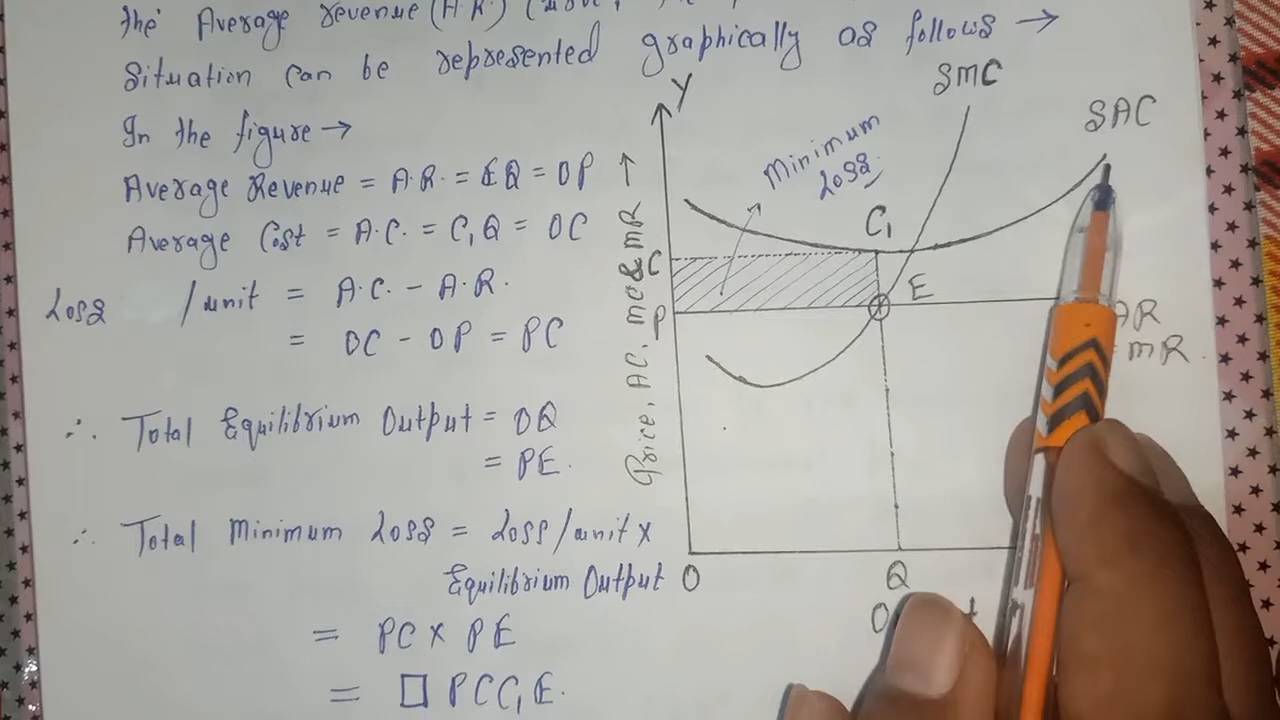 the Average revenue (A.R.)
Situation can be represented graphically as follows →
In the figure →
Average Revenue = A.R. = EQ = OP
Average Cost = A.C. = C₁Q = OC
Loss /unit = A.C. - A.R.
= OC - OP = PC
∴ Total Equilibrium Output = OQ
= PE.
∴ Total Minimum Loss = Loss/unit x
Equilibrium Output
= PC x PE
= □ PCC₁E.
Y
SMC
SAC
Minimum
Loss
C₁
C
E
P
AR
= MR.
Price, AC, MC & MR →
O
Q